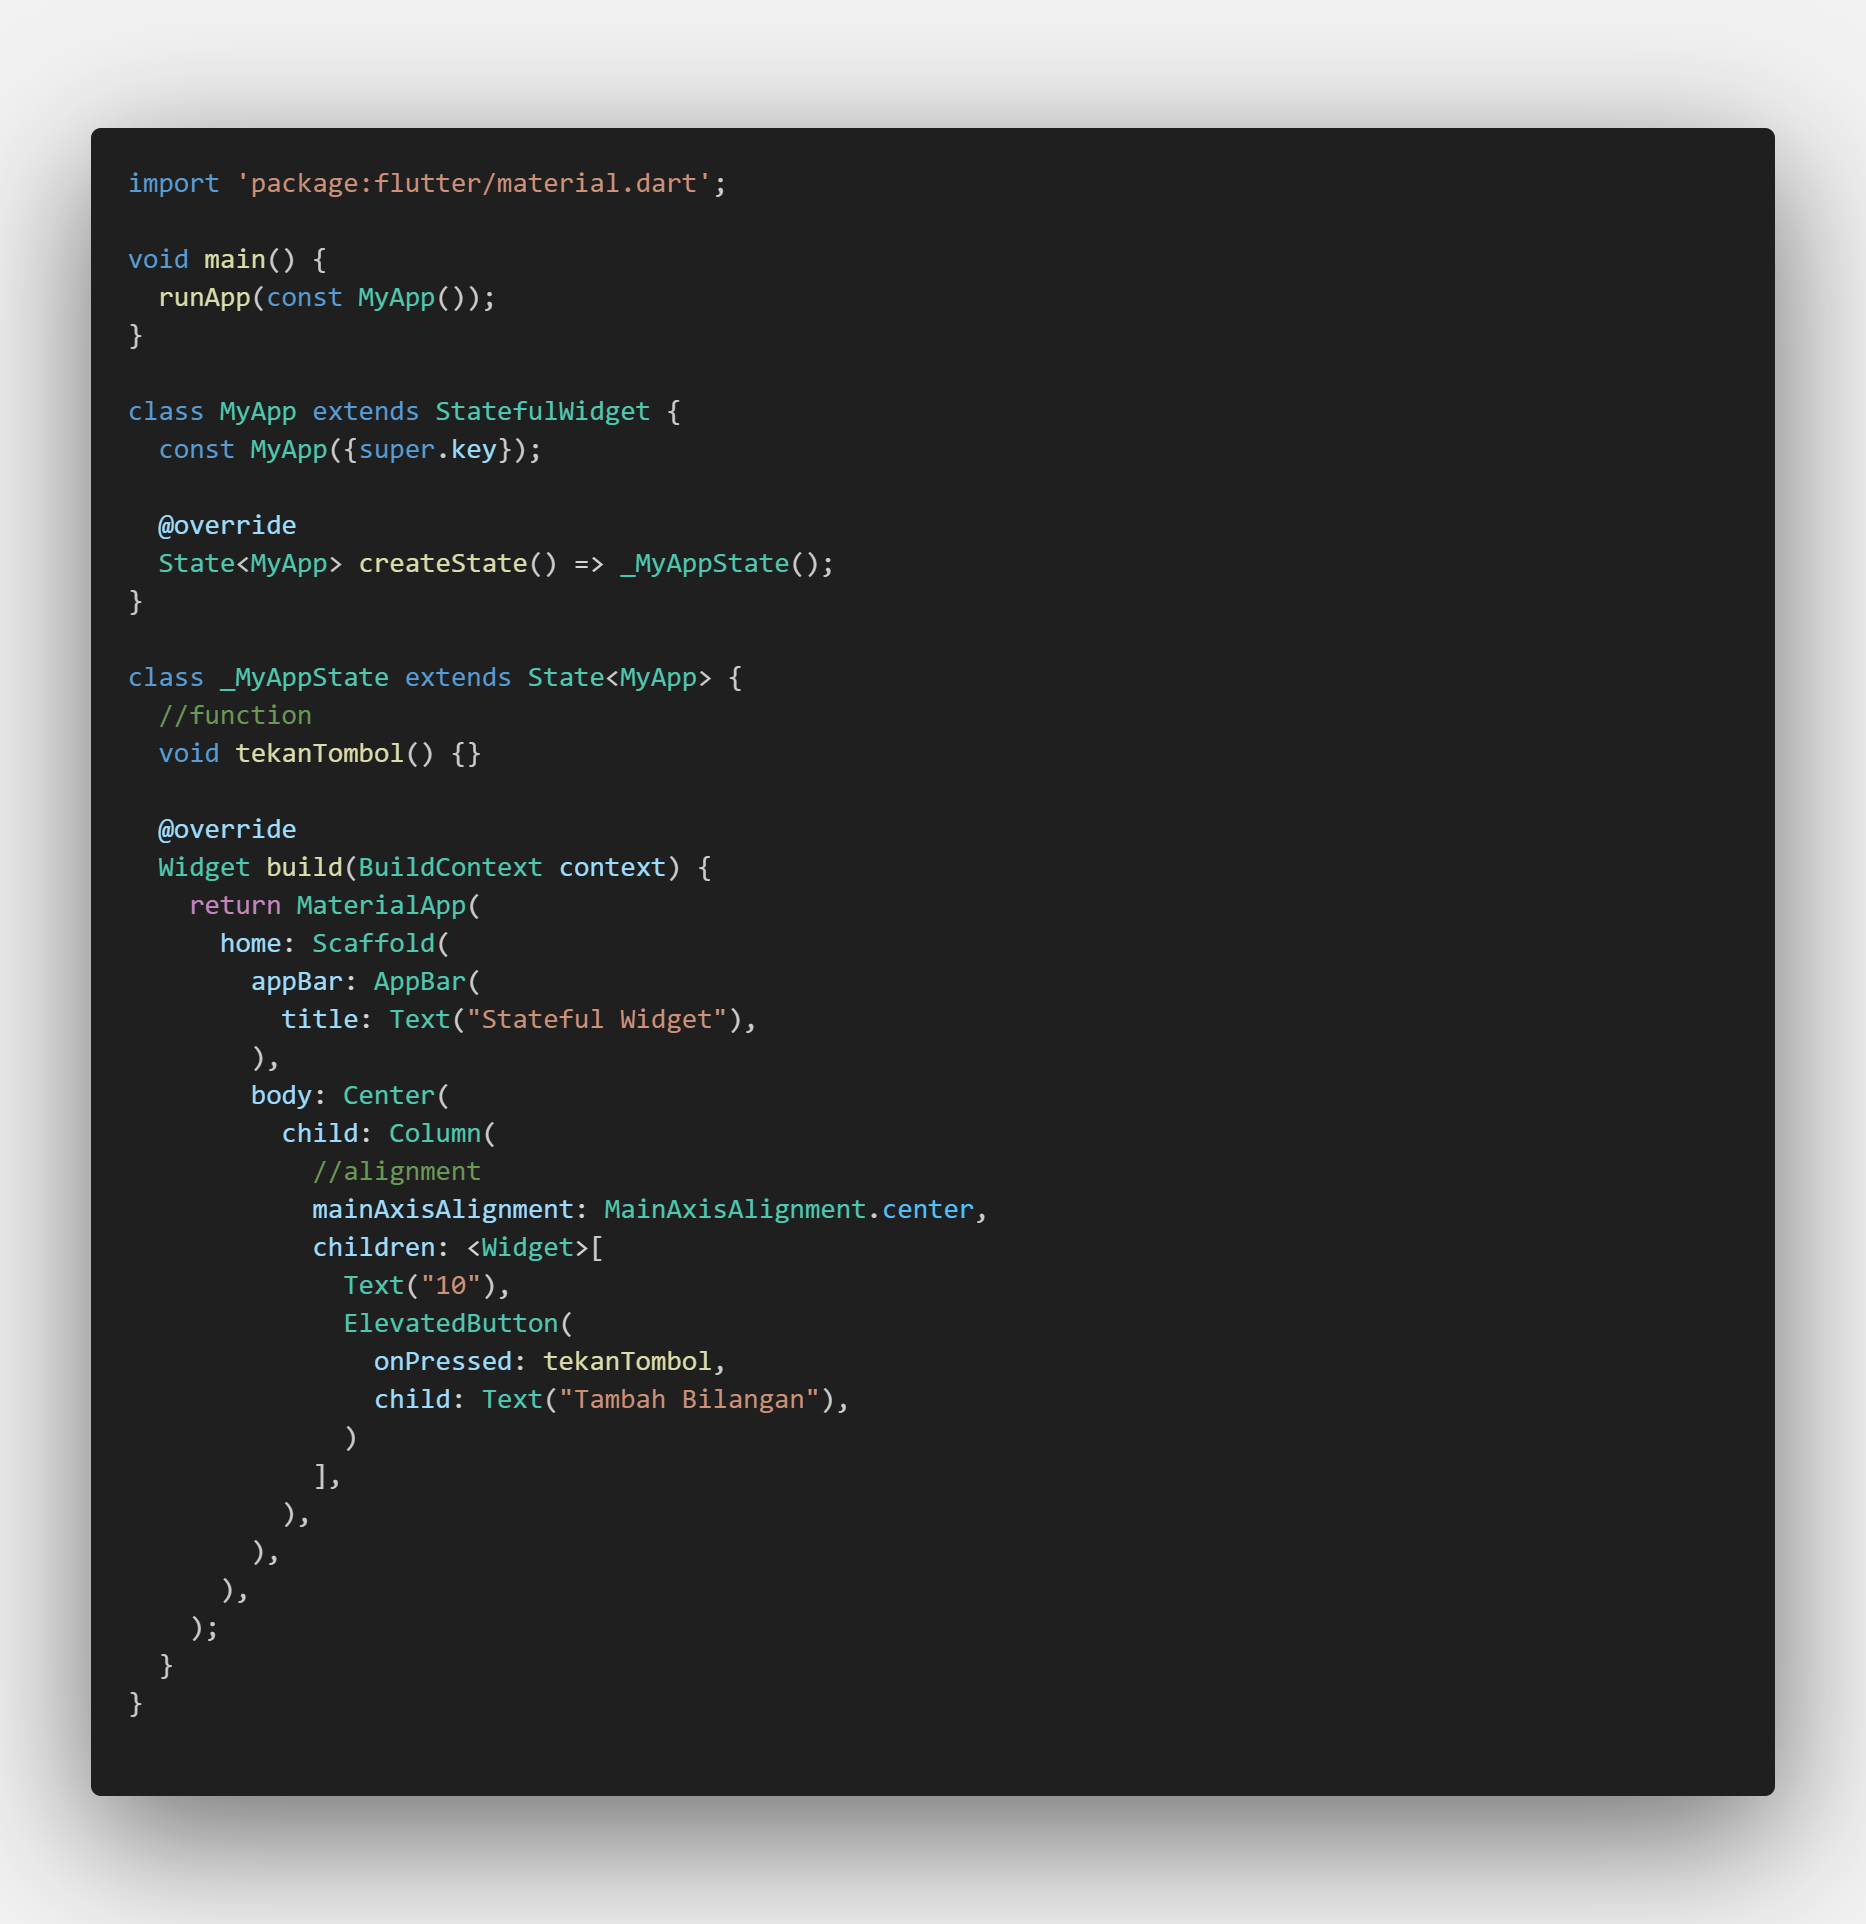 import 'package:flutter/material.dart';

void main() {
  runApp(const MyApp());
}

class MyApp extends StatefulWidget {
  const MyApp({super.key});

  @override
  State<MyApp> createState() => _MyAppState();
}

class _MyAppState extends State<MyApp> {
  //function
  void tekanTombol() {}

  @override
  Widget build(BuildContext context) {
    return MaterialApp(
      home: Scaffold(
        appBar: AppBar(
          title: Text("Stateful Widget"),
        ),
        body: Center(
          child: Column(
            //alignment
            mainAxisAlignment: MainAxisAlignment.center,
            children: <Widget>[
              Text("10"),
              ElevatedButton(
                onPressed: tekanTombol,
                child: Text("Tambah Bilangan"),
              )
            ],
          ),
        ),
      ),
    );
  }
}